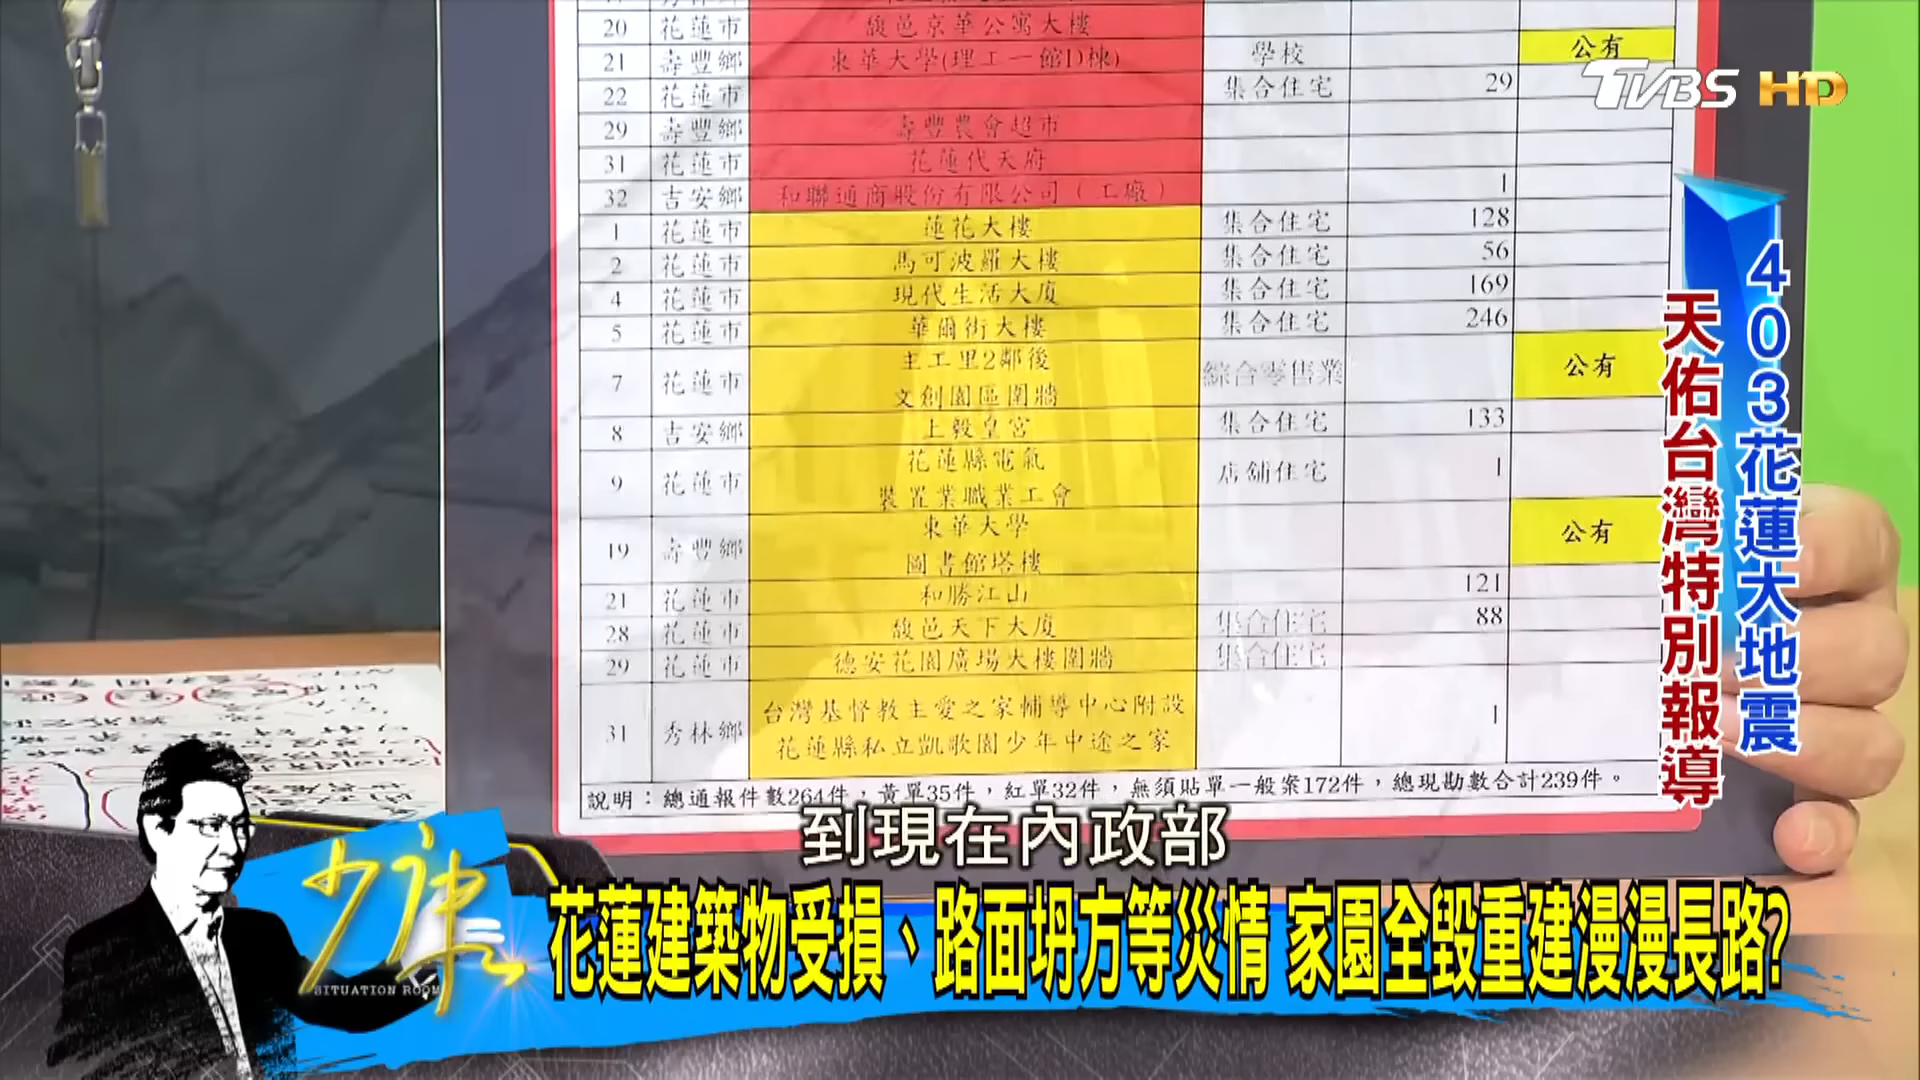 20 花蓮市 馥邑京華公寓大樓
21 壽豐鄉 東華大學(理工一館D棟) 學校 公有
22 花蓮市 集合住宅 29
29 壽豐鄉 壽豐農會超市
31 花蓮市 花蓮代天府
32 吉安鄉 和聯通商股份有限公司(工廠) 1
1 花蓮市 蓮花大樓 集合住宅 128
2 花蓮市 馬可波羅大樓 集合住宅 56
4 花蓮市 現代生活大廈 集合住宅 169
5 花蓮市 華爾街大樓 集合住宅 246
7 花蓮市 主工里2鄰後 綜合零售業 公有
文創園區圍牆
8 吉安鄉 上毅皇宮 集合住宅 133
9 花蓮市 花蓮縣電氣 店舖住宅 1
裝置業職業工會
19 壽豐鄉 東華大學 公有
圖書館塔樓
21 花蓮市 和勝江山 121
28 花蓮市 馥邑天下大廈 集合住宅 88
29 花蓮市 德安花園廣場大樓圍牆 集合住宅
31 秀林鄉 台灣基督教主愛之家輔導中心附設 1
花蓮縣私立凱歌園少年中途之家
說明：總通報件數264件，黃單35件，紅單32件，無須貼單一般案172件，總現勘數合計239件。
TVBS HD
403花蓮大地震
天佑台灣特別報導
到現在內政部
少康
SITUATION ROOM
花蓮建築物受損、路面坍方等災情 家園全毀重建漫漫長路?